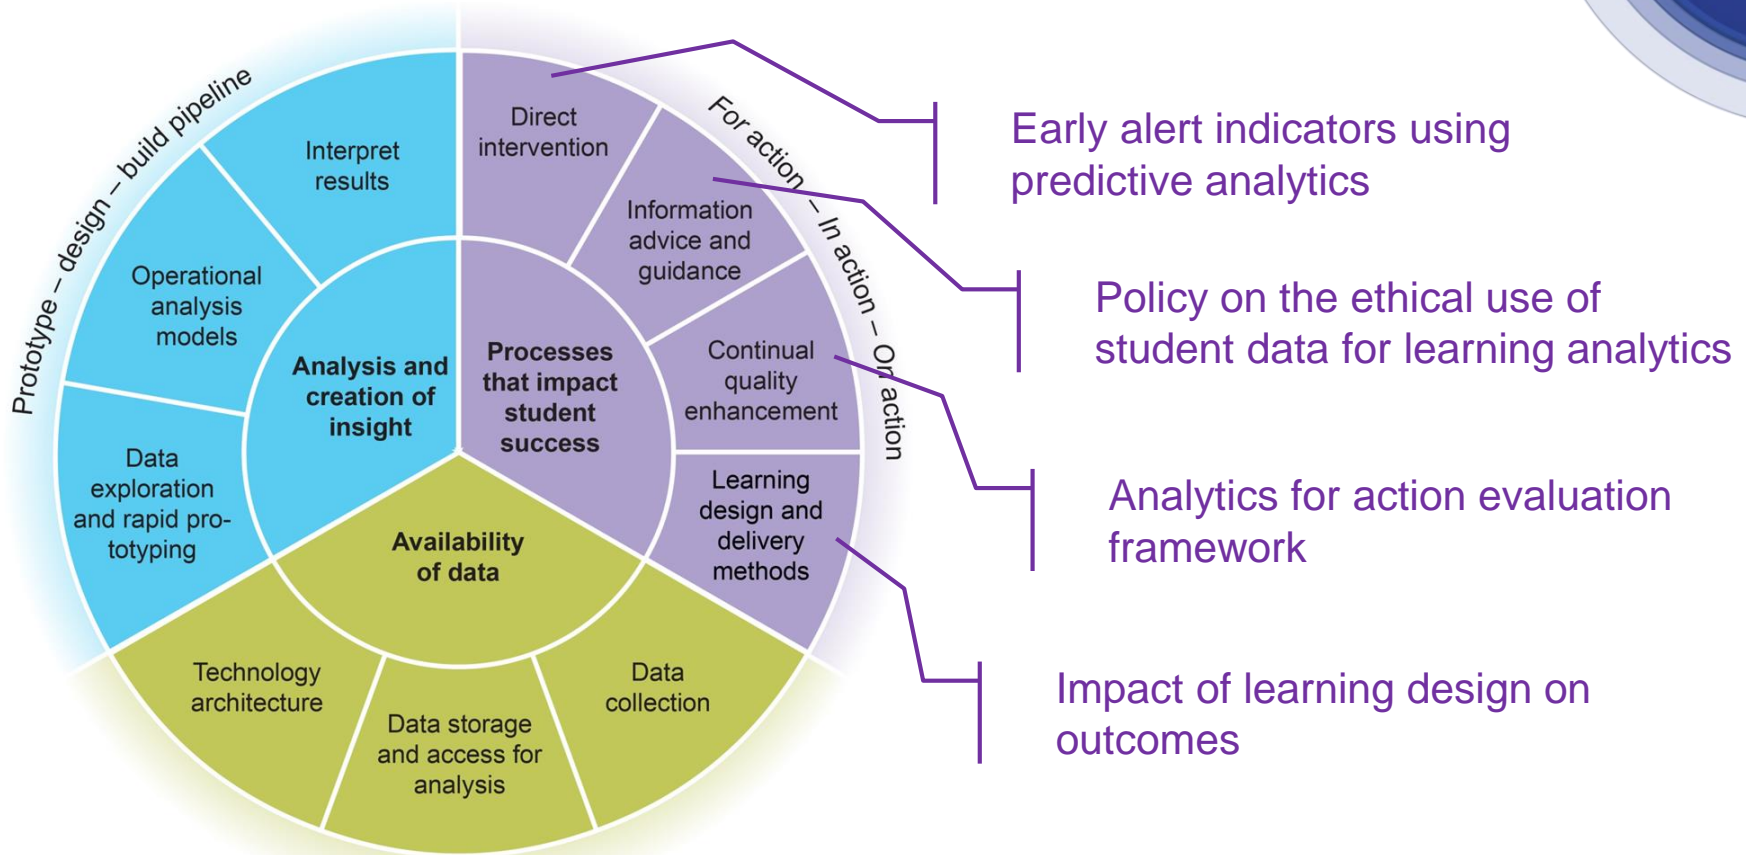 Prototype – design – build pipeline
For action – In action – On action
Interpret
results
Operational
analysis
models
Data
exploration
and rapid pro-
totyping
Analysis and
creation of
insight
Direct
intervention
Information
advice and
guidance
Continual
quality
enhancement
Learning
design and
delivery
methods
Processes
that impact
student
success
Availability
of data
Technology
architecture
Data storage
and access for
analysis
Data
collection
Early alert indicators using
predictive analytics
Policy on the ethical use of
student data for learning analytics
Analytics for action evaluation
framework
Impact of learning design on
outcomes